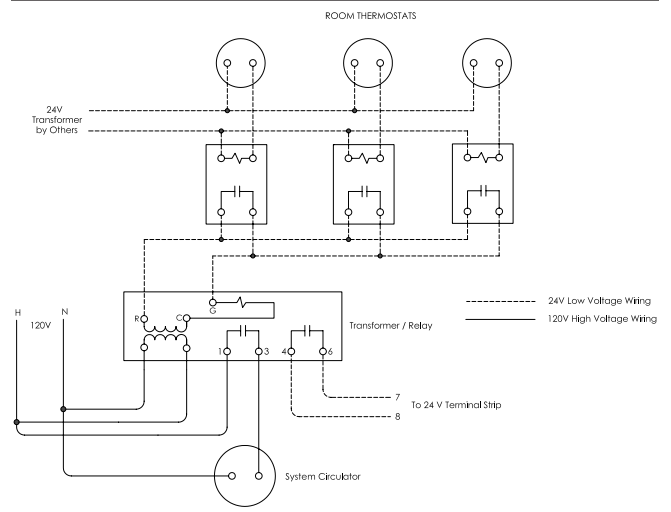 ROOM THERMOSTATS
24V
Transformer
by Others
G
R
C
H
N
120V
24V Low Voltage Wiring
120V High Voltage Wiring
Transformer / Relay
1
3
4
6
7
To 24 V Terminal Strip
8
System Circulator